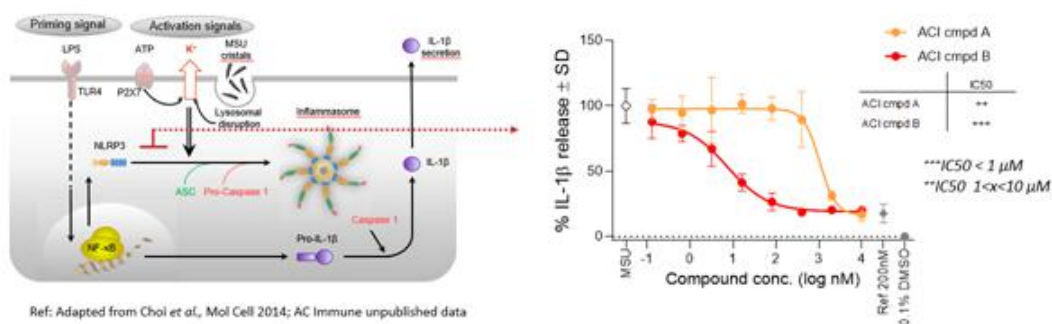 Priming signal
Activation signals
LPS
ATP
K⁺
MSU
cristals
IL-1β
secretion
TLR4
P2X7
Lysosomal
disruption
Inflammasome
NLRP3
IL-1β
ASC
Pro-Caspase 1
Caspase 1
NF-κB
Pro-IL-1β
Ref: Adapted from Choi et al., Mol Cell 2014; AC Immune unpublished data
ACI cmpd A
ACI cmpd B
IC50
ACI cmpd A ++
ACI cmpd B +++
***IC50 < 1 µM
**IC50 1<x<10 µM
% IL-1β release ± SD
150
100
50
0
MSU
-1 0 1 2 3 4
Ref 200nM
0.1% DMSO
Compound conc. (log nM)